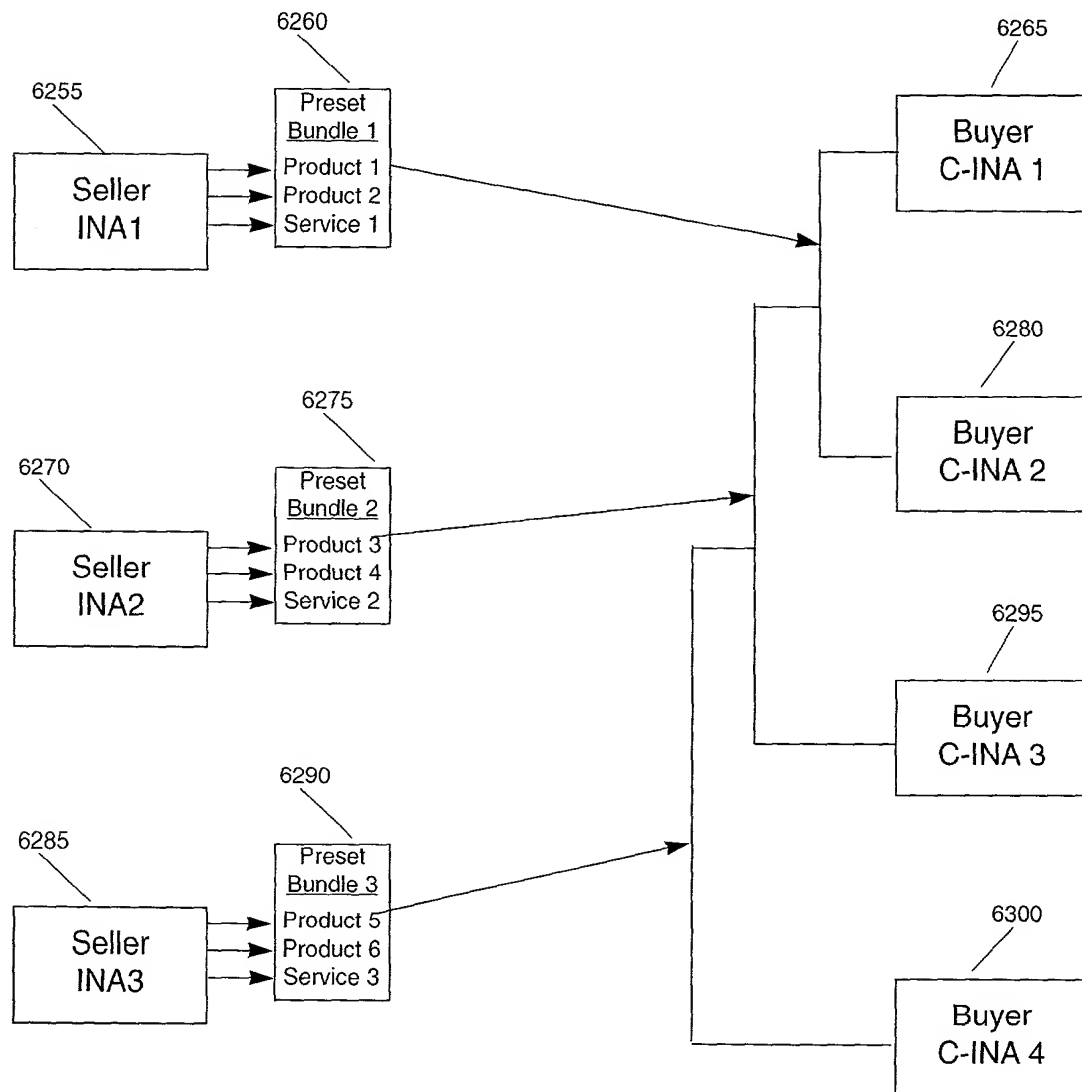 6260
6265
6255
Preset
Bundle 1
Product 1
Product 2
Service 1
Seller
INA1
Buyer
C-INA 1
6280
6275
6270
Preset
Bundle 2
Product 3
Product 4
Service 2
Seller
INA2
Buyer
C-INA 2
6295
6290
6285
Preset
Bundle 3
Product 5
Product 6
Service 3
Seller
INA3
Buyer
C-INA 3
6300
Buyer
C-INA 4